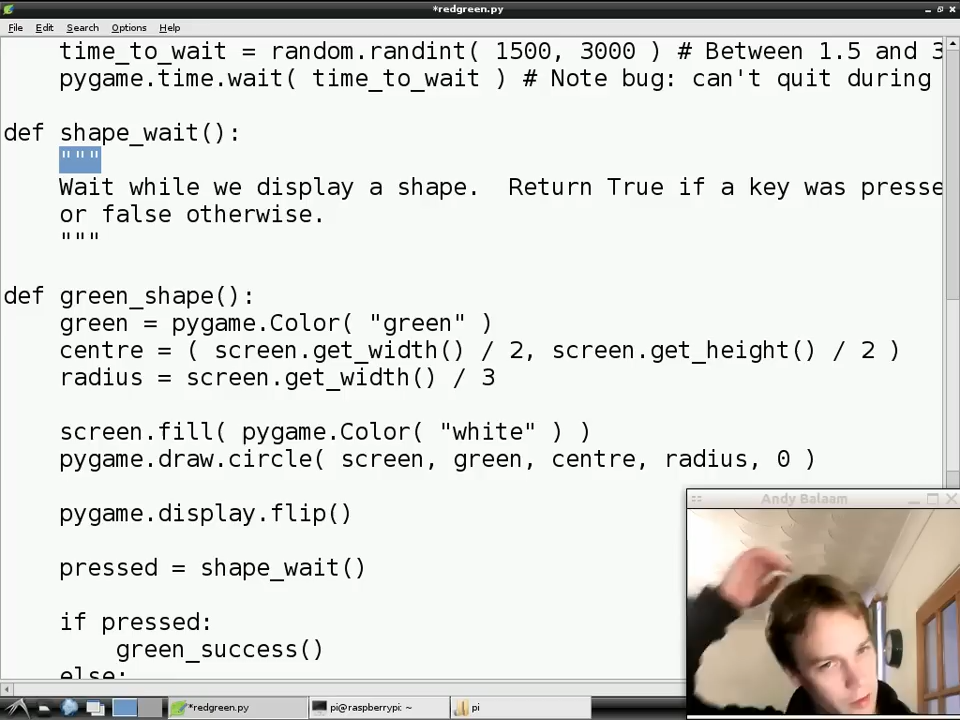 *redgreen.py
File Edit Search Options Help
time_to_wait = random.randint( 1500, 3000 ) # Between 1.5 and 3
pygame.time.wait( time_to_wait ) # Note bug: can't quit during
def shape_wait():
"""
Wait while we display a shape.  Return True if a key was presse
or false otherwise.
"""
def green_shape():
green = pygame.Color( "green" )
centre = ( screen.get_width() / 2, screen.get_height() / 2 )
radius = screen.get_width() / 3
screen.fill( pygame.Color( "white" ) )
pygame.draw.circle( screen, green, centre, radius, 0 )
pygame.display.flip()
pressed = shape_wait()
if pressed:
green_success()
else:
Andy Balaam
*redgreen.py pi@raspberrypi: ~ pi